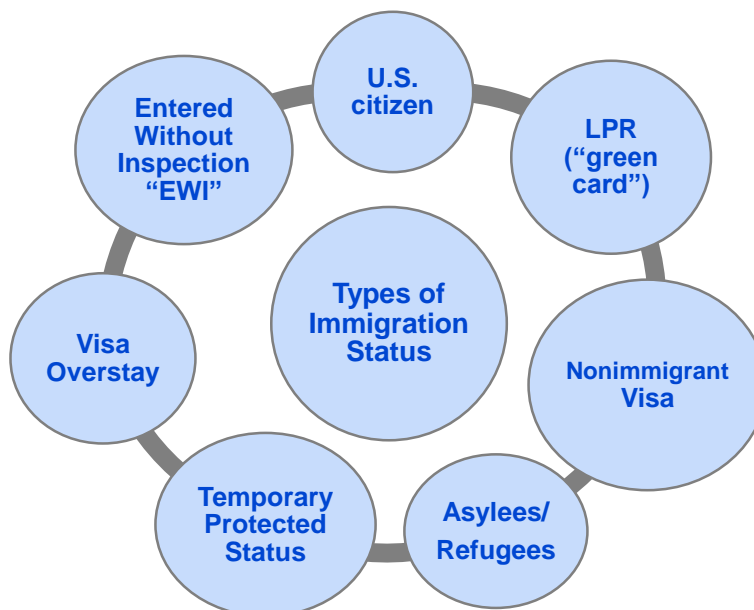 U.S.
citizen
LPR
(“green
card”)
Nonimmigrant
Visa
Asylees/
Refugees
Temporary
Protected
Status
Visa
Overstay
Entered
Without
Inspection
“EWI”
Types of
Immigration
Status